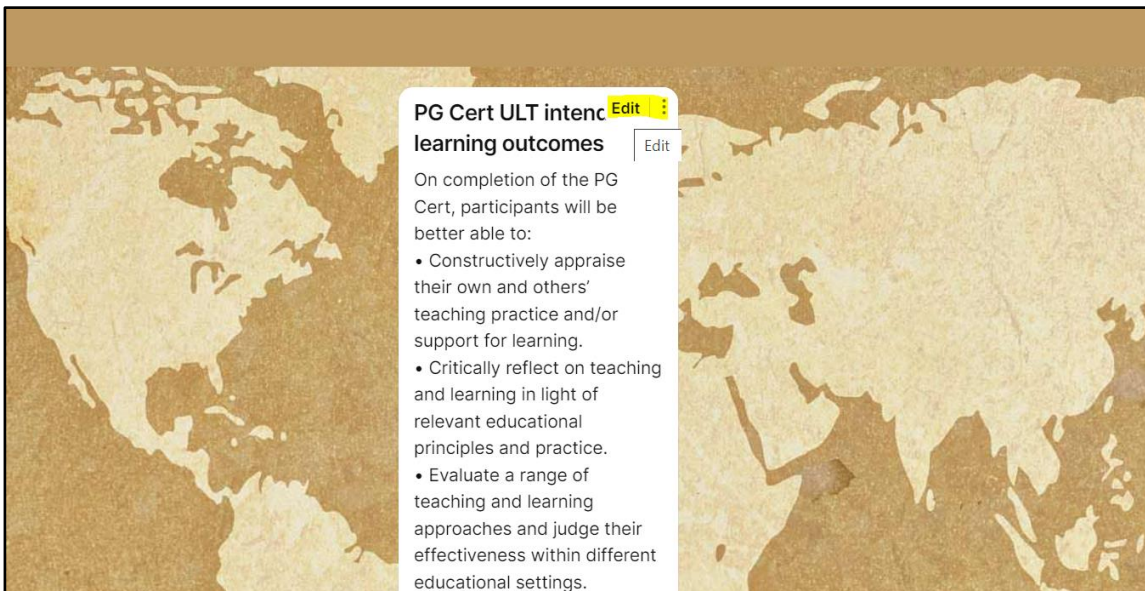 PG Cert ULT intenc Edit
learning outcomes
Edit
On completion of the PG
Cert, participants will be
better able to:
• Constructively appraise
their own and others’
teaching practice and/or
support for learning.
• Critically reflect on teaching
and learning in light of
relevant educational
principles and practice.
• Evaluate a range of
teaching and learning
approaches and judge their
effectiveness within different
educational settings.